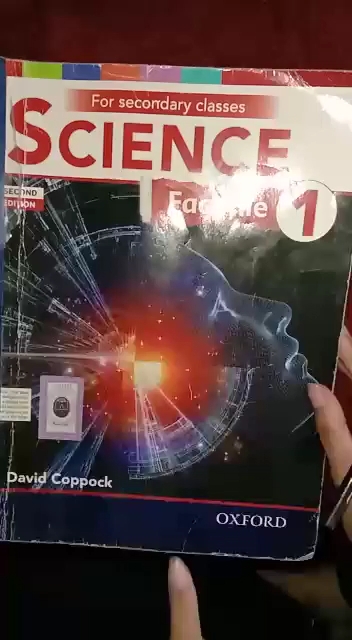 For secondary classes
SCIENCE
SECOND
EDITION
1
David Coppock
OXFORD